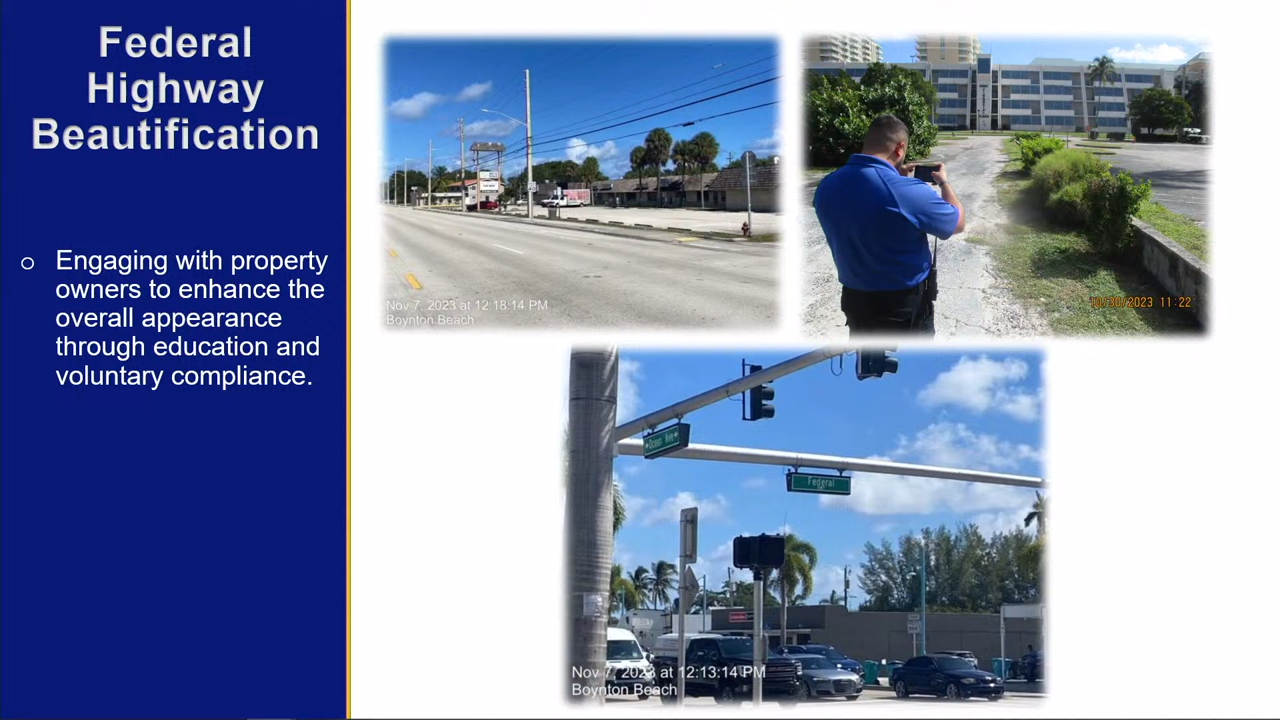 Federal
Highway
Beautification
Engaging with property
owners to enhance the
overall appearance
through education and
voluntary compliance.
Nov 7, 2023 at 12:18:14 PM
Boynton Beach
10/30/2023 11:22
Ocean Ave
Federal
Nov 7, 2023 at 12:13:14 PM
Boynton Beach